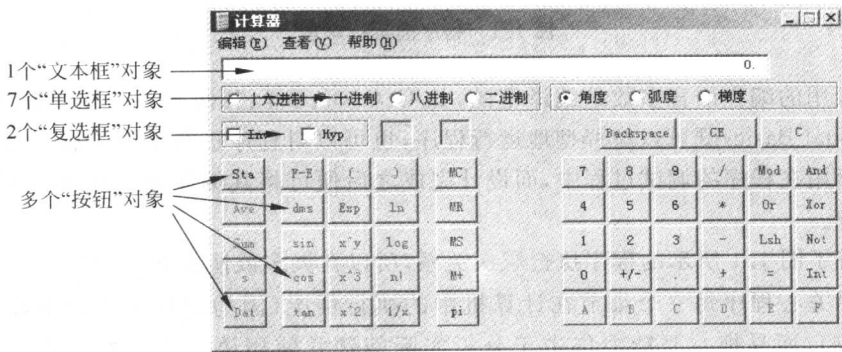 计算器
编辑(E) 查看(V) 帮助(H)
1个“文本框”对象
0.
7个“单选框”对象
十六进制 十进制 八进制 二进制 角度 弧度 梯度
2个“复选框”对象
In Hyp
Backspace CE C
多个“按钮”对象
Sta F-E ( ) MC 7 8 9 / Mod And
Ave dms Exp ln MR 4 5 6 * Or Xor
Sum sin x^y log MS 1 2 3 - Lsh Not
s cos x^3 n! M+ 0 +/- . + = Int
Dat tan x^2 1/x pi A B C D E F